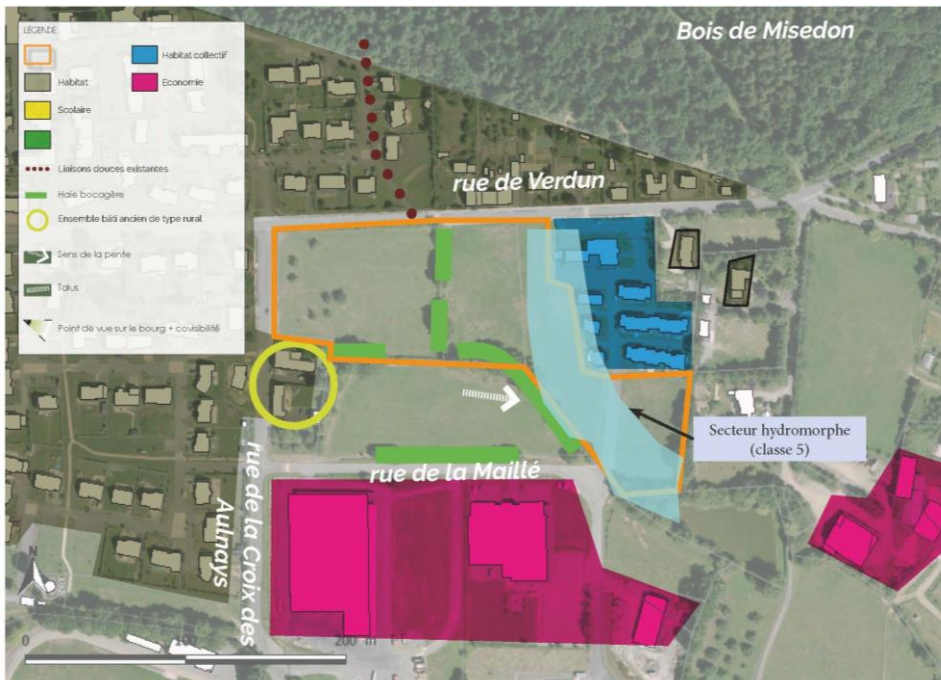 LÉGENDE
Habitat collectif
Habitat
Economie
Scolaire
Liaisons douces existantes
Haie bocagère
Ensemble bâti ancien de type rural
Sens de la pente
Talus
Point de vue sur le bourg + covisibilité
Bois de Misedon
rue de Verdun
Secteur hydromorphe
(classe 5)
rue de la Maillé
rue de la Croix des
Aulnays
N
0 100 200 m